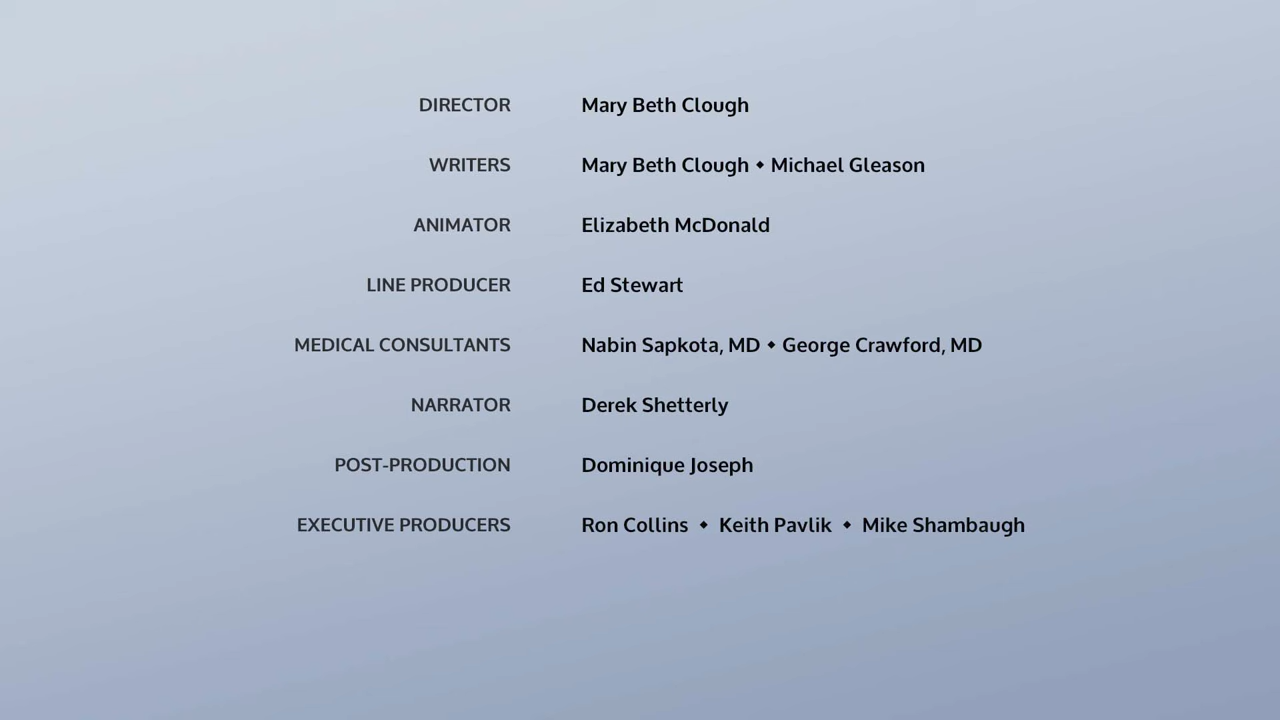 DIRECTOR Mary Beth Clough
WRITERS Mary Beth Clough ◆ Michael Gleason
ANIMATOR Elizabeth McDonald
LINE PRODUCER Ed Stewart
MEDICAL CONSULTANTS Nabin Sapkota, MD ◆ George Crawford, MD
NARRATOR Derek Shetterly
POST-PRODUCTION Dominique Joseph
EXECUTIVE PRODUCERS Ron Collins ◆ Keith Pavlik ◆ Mike Shambaugh